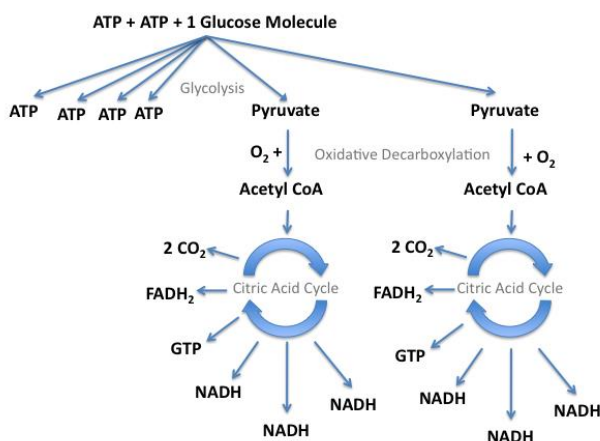 ATP + ATP + 1 Glucose Molecule
Glycolysis
ATP ATP ATP ATP Pyruvate Pyruvate
O₂ + Oxidative Decarboxylation + O₂
Acetyl CoA Acetyl CoA
2 CO₂ 2 CO₂
FADH₂ Citric Acid Cycle FADH₂ Citric Acid Cycle
GTP GTP
NADH NADH NADH NADH
NADH NADH